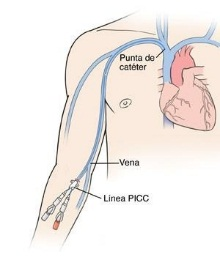 Punta de
catéter
Vena
Línea PICC